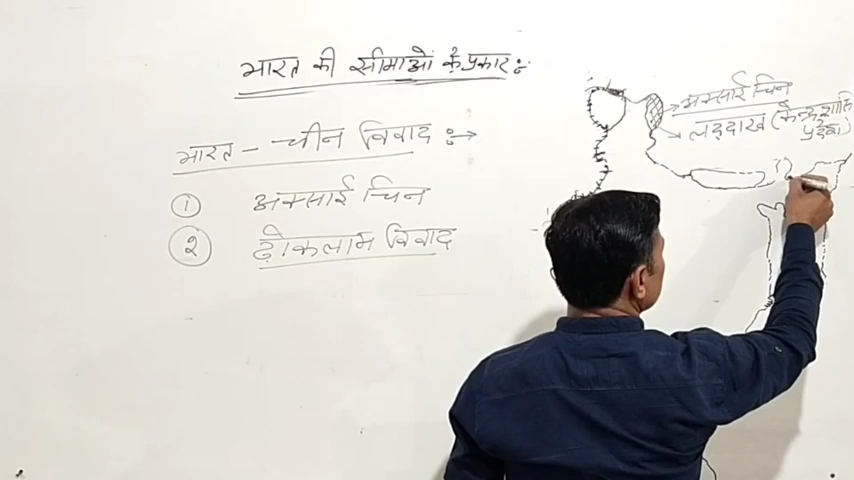 भारत की सीमाओं के प्रकार :-
भारत - चीन विवाद :→
① अक्साई चिन
② ढ़ोकलाम विवाद
अक्साई चिन
लद्दाख (केन्द्र शासि
प्रदेश)